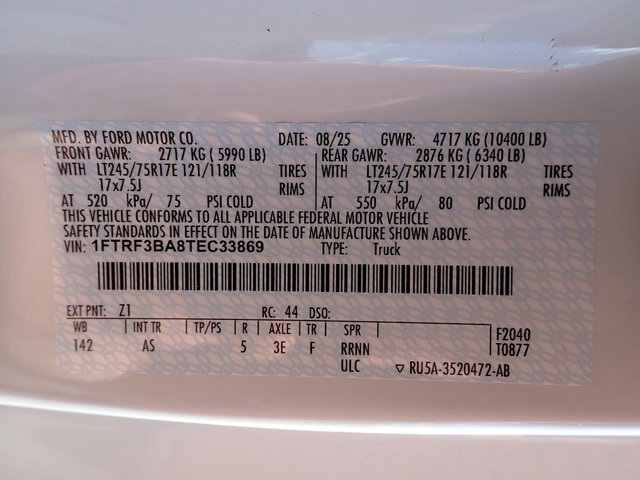 MFD. BY FORD MOTOR CO. DATE: 08/25 GVWR: 4717 KG (10400 LB)
FRONT GAWR: 2717 KG ( 5990 LB) REAR GAWR: 2876 KG ( 6340 LB)
WITH LT245/75R17E 121/118R TIRES WITH LT245/75R17E 121/118R TIRES
17x7.5J RIMS 17x7.5J RIMS
AT 520 kPa/ 75 PSI COLD AT 550 kPa/ 80 PSI COLD
THIS VEHICLE CONFORMS TO ALL APPLICABLE FEDERAL MOTOR VEHICLE
SAFETY STANDARDS IN EFFECT ON THE DATE OF MANUFACTURE SHOWN ABOVE.
VIN: 1FTRF3BA8TEC33869 TYPE: Truck
EXT PNT: Z1 RC: 44 DSO:
WB INT TR TP/PS R AXLE TR SPR F2040
142 AS 5 3E F RRNN T0877
ULC ▽ RU5A-3520472-AB